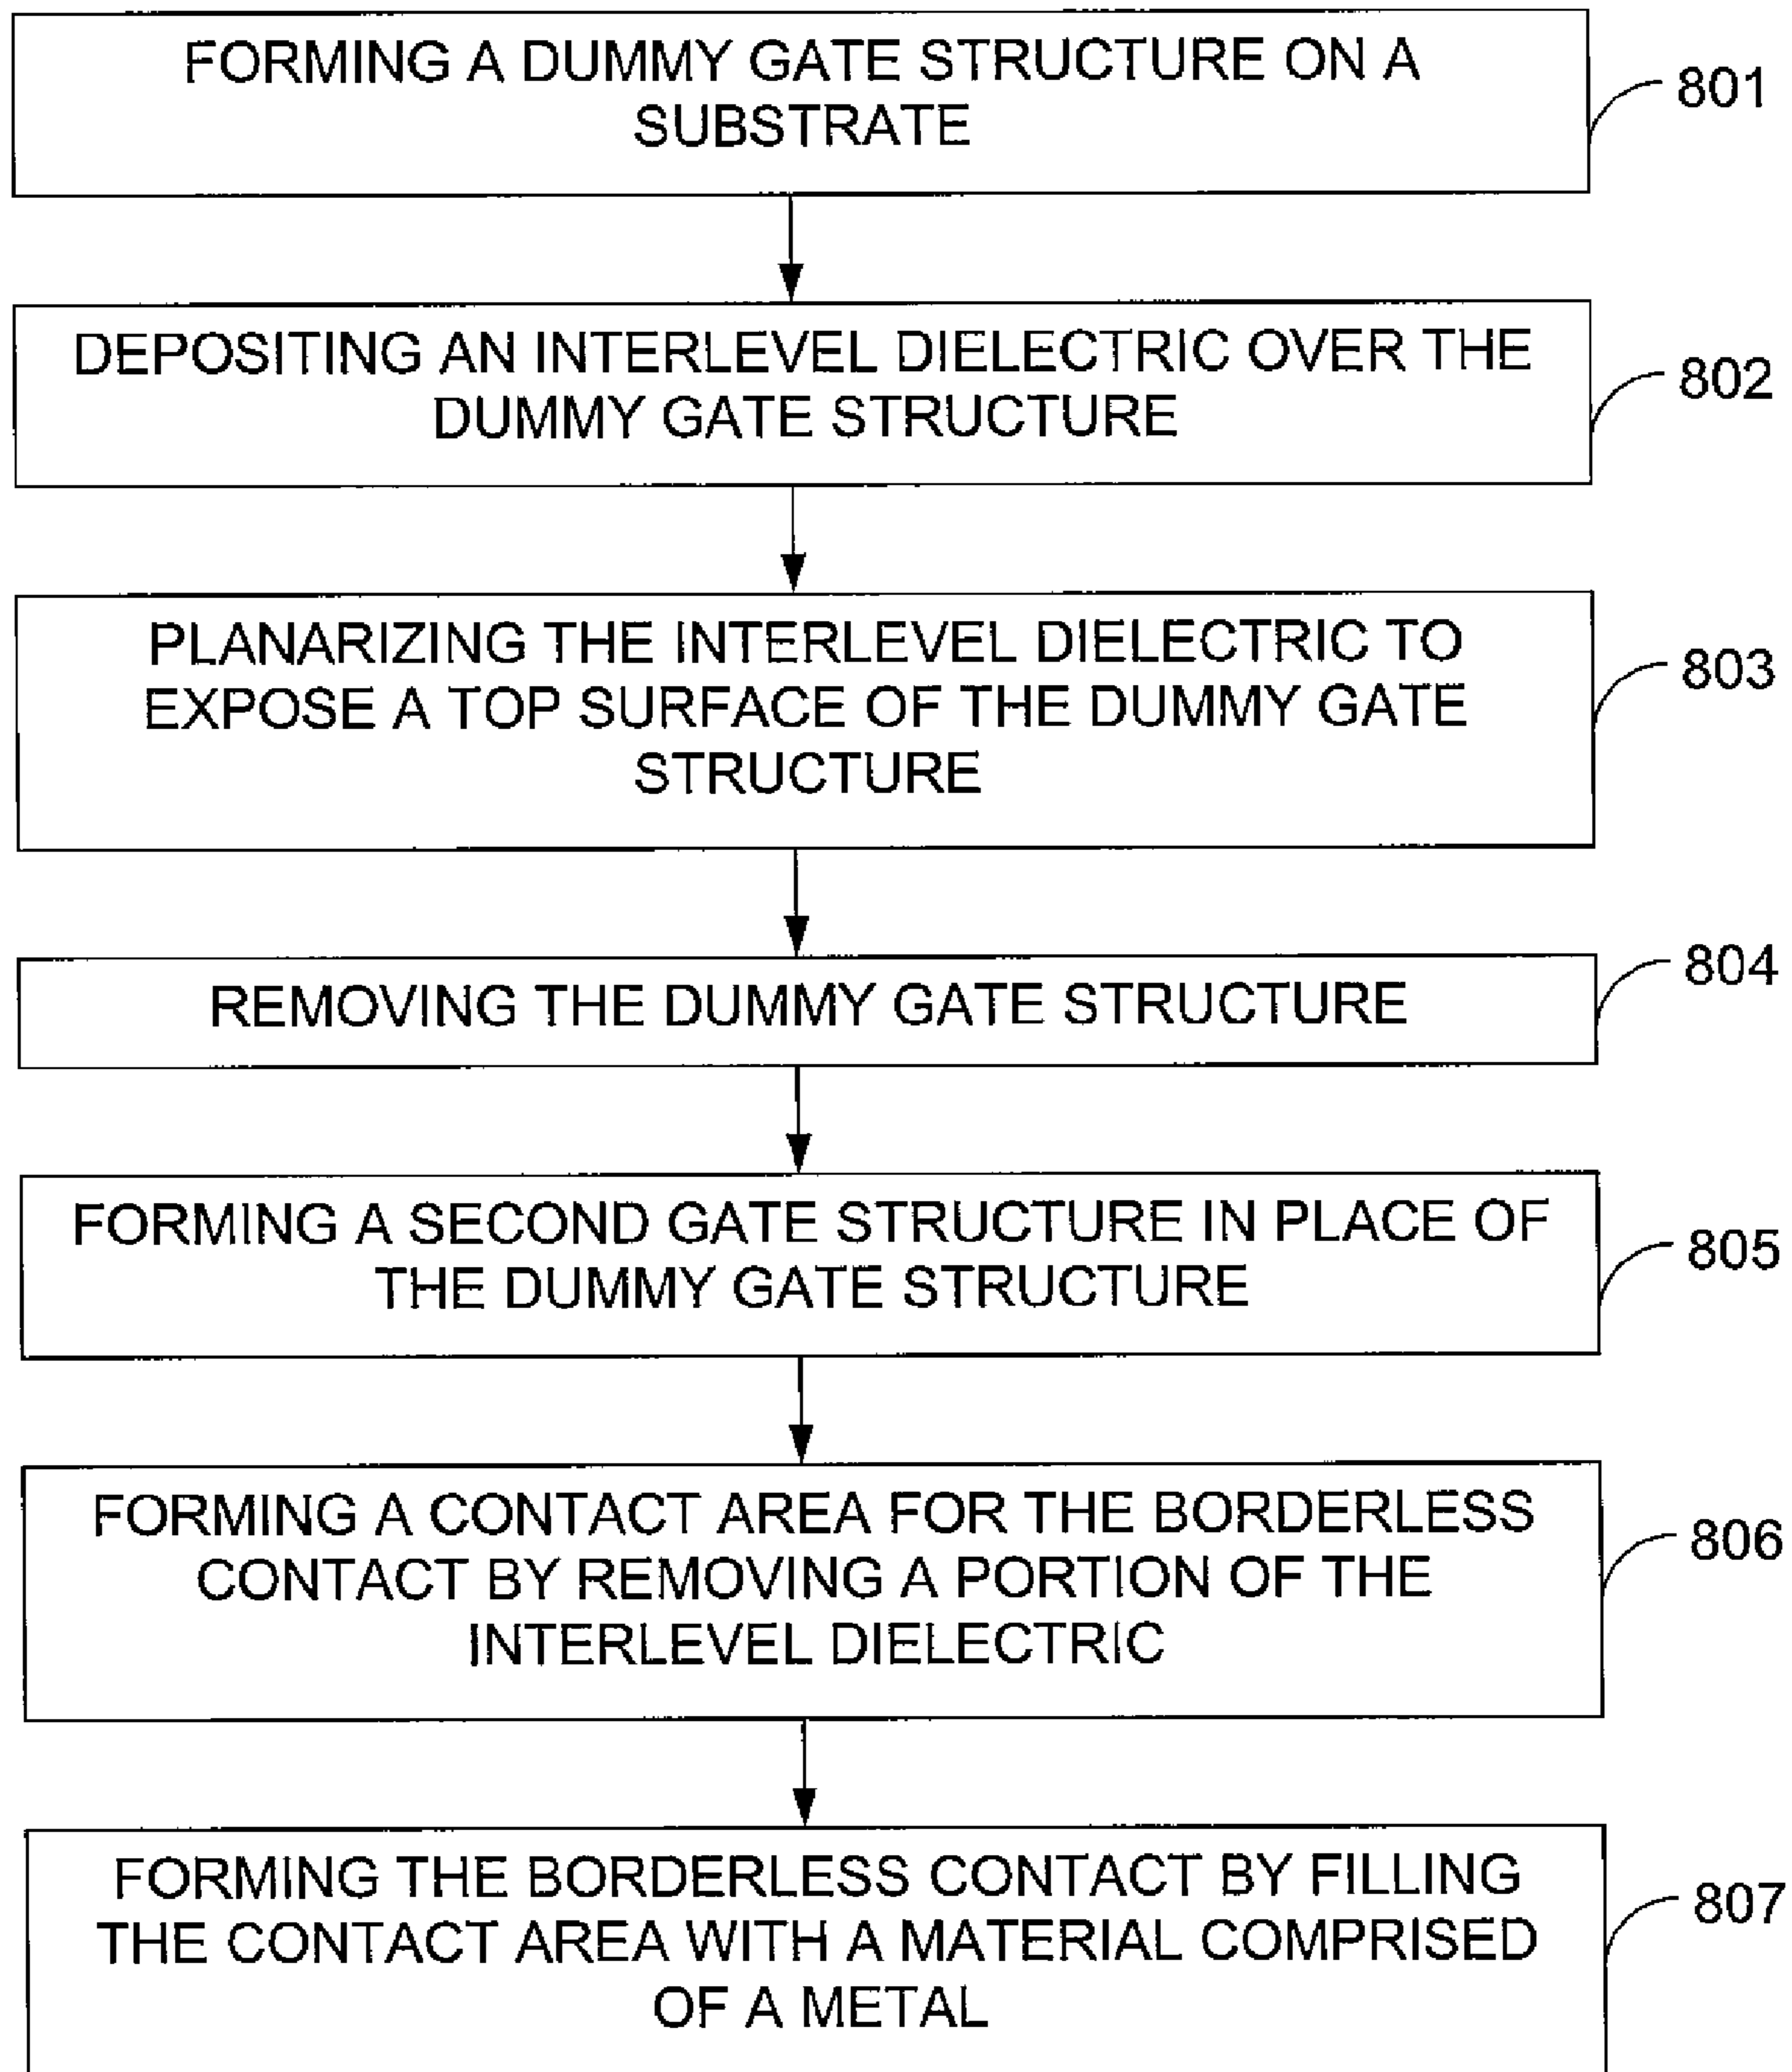 FORMING A DUMMY GATE STRUCTURE ON A
SUBSTRATE
801
DEPOSITING AN INTERLEVEL DIELECTRIC OVER THE
DUMMY GATE STRUCTURE
802
PLANARIZING THE INTERLEVEL DIELECTRIC TO
EXPOSE A TOP SURFACE OF THE DUMMY GATE
STRUCTURE
803
REMOVING THE DUMMY GATE STRUCTURE
804
FORMING A SECOND GATE STRUCTURE IN PLACE OF
THE DUMMY GATE STRUCTURE
805
FORMING A CONTACT AREA FOR THE BORDERLESS
CONTACT BY REMOVING A PORTION OF THE
INTERLEVEL DIELECTRIC
806
FORMING THE BORDERLESS CONTACT BY FILLING
THE CONTACT AREA WITH A MATERIAL COMPRISED
OF A METAL
807